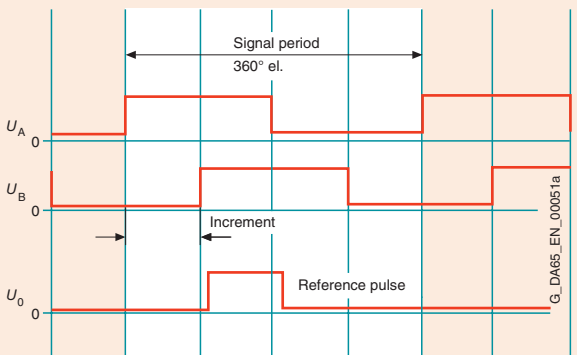 Signal period
360° el.
U_A
0
U_B
0
Increment
U_0
0
Reference pulse
G_DA65_EN_00051a